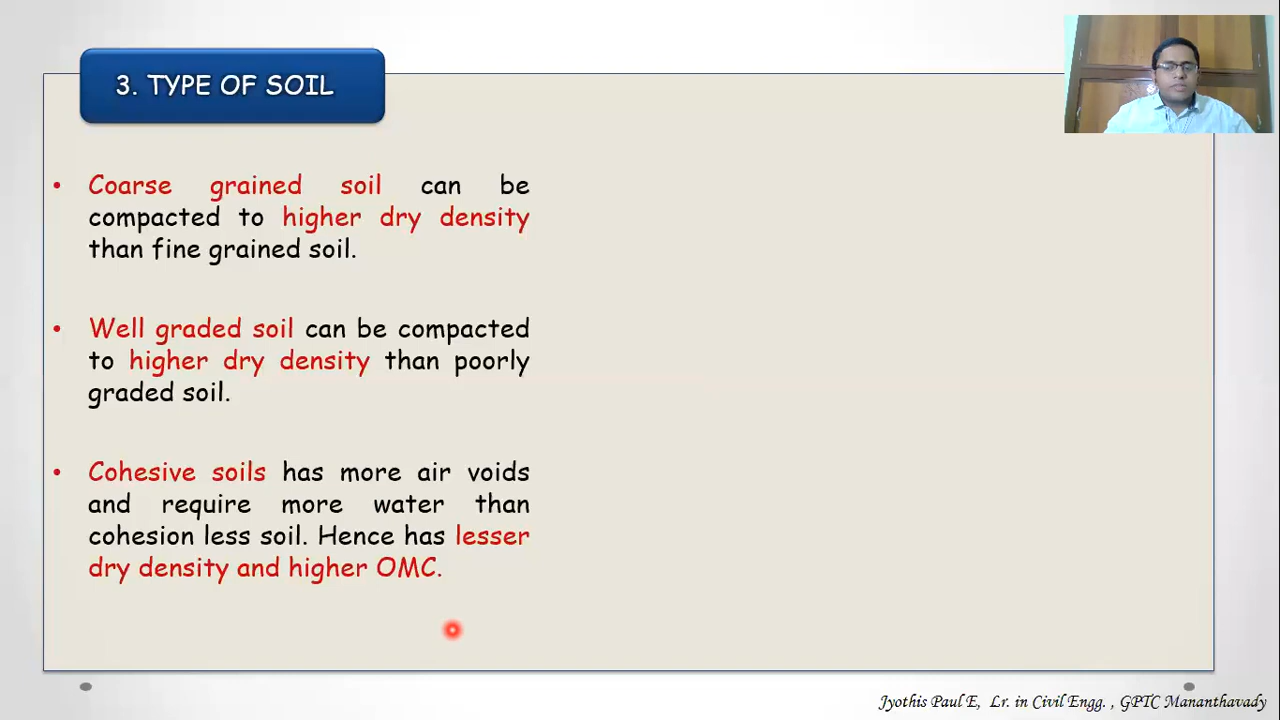 3. TYPE OF SOIL
• Coarse grained soil can be
compacted to higher dry density
than fine grained soil.
• Well graded soil can be compacted
to higher dry density than poorly
graded soil.
• Cohesive soils has more air voids
and require more water than
cohesion less soil. Hence has lesser
dry density and higher OMC.
Jyothis Paul E, Lr. in Civil Engg. , GPTC Mananthavady